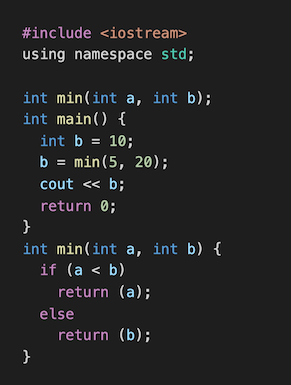 #include <iostream>
using namespace std;

int min(int a, int b);
int main() {
  int b = 10;
  b = min(5, 20);
  cout << b;
  return 0;
}
int min(int a, int b) {
  if (a < b)
    return (a);
  else
    return (b);
}